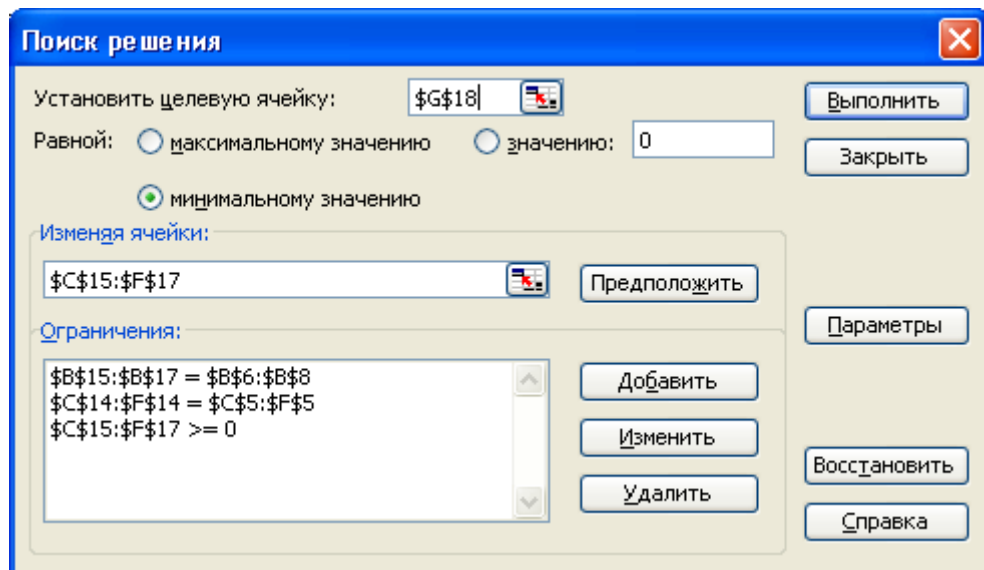 Поиск решения
Установить целевую ячейку: $G$18
Выполнить
Равной: максимальному значению значению: 0
Закрыть
минимальному значению
Изменяя ячейки:
$C$15:$F$17
Предположить
Ограничения:
Параметры
$B$15:$B$17 = $B$6:$B$8
$C$14:$F$14 = $C$5:$F$5
$C$15:$F$17 >= 0
Добавить
Изменить
Удалить
Восстановить
Справка